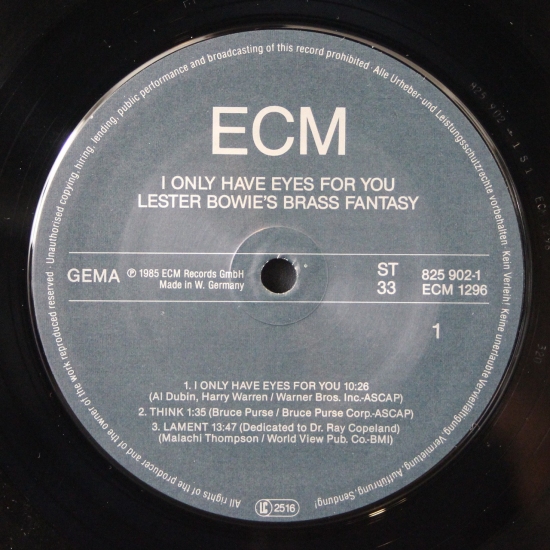 All rights of the producer and of the owner of the work reproduced reserved · Unauthorised copying, hiring, lending, public performance and broadcasting of this record prohibited · Alle Urheber- und Leistungsschutzrechte vorbehalten · Kein Verleih! Keine unerlaubte Vervielfältigung, Vermietung, Aufführung, Sendung!
ECM
I ONLY HAVE EYES FOR YOU
LESTER BOWIE'S BRASS FANTASY
GEMA
℗ 1985 ECM Records GmbH
Made in W. Germany
ST
33
825 902-1
ECM 1296
1
1. I ONLY HAVE EYES FOR YOU 10:26
(Al Dubin, Harry Warren / Warner Bros. Inc.-ASCAP)
2. THINK 1:35 (Bruce Purse / Bruce Purse Corp.-ASCAP)
3. LAMENT 13:47 (Dedicated to Dr. Ray Copeland)
(Malachi Thompson / World View Pub. Co.-BMI)
LC 2516